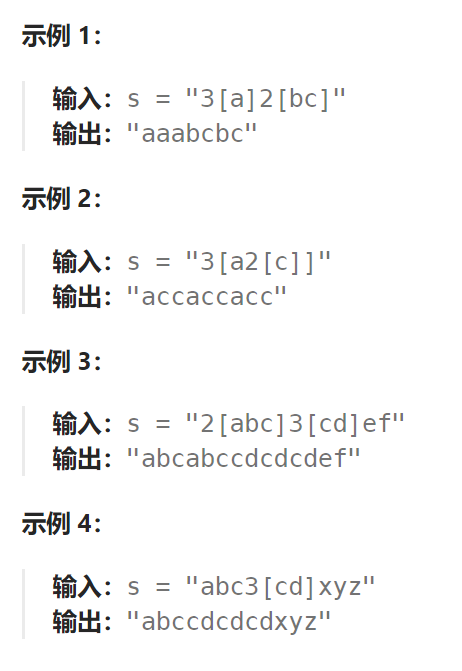 示例 1：
输入：s = "3[a]2[bc]"
输出："aaabcbc"
示例 2：
输入：s = "3[a2[c]]"
输出："accaccacc"
示例 3：
输入：s = "2[abc]3[cd]ef"
输出："abcabccdcdcdef"
示例 4：
输入：s = "abc3[cd]xyz"
输出："abccdcdcdxyz"